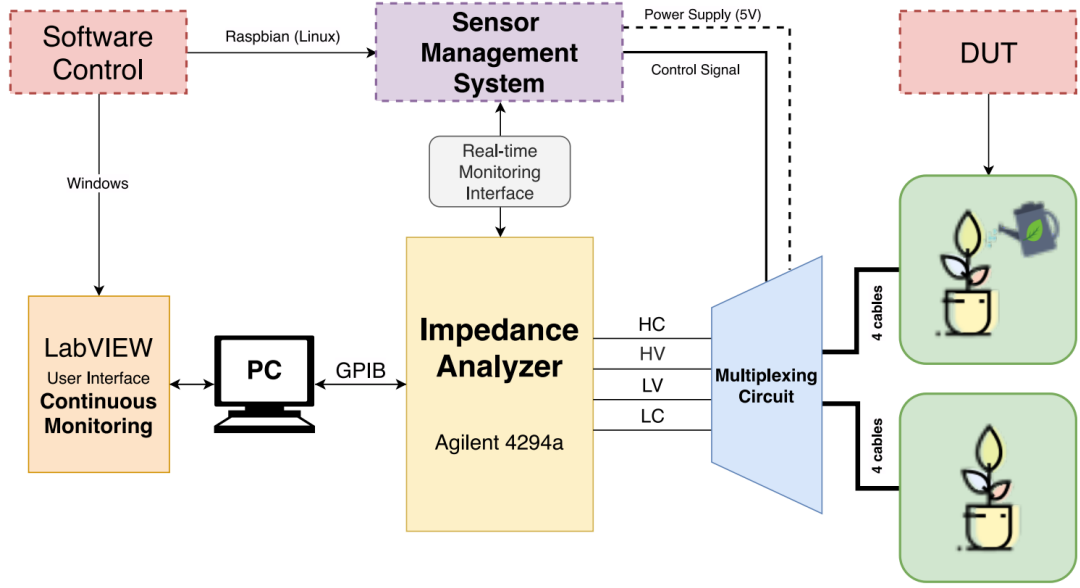 Software
Control
Raspbian (Linux)
Sensor
Management
System
Power Supply (5V)
Control Signal
DUT
Real-time
Monitoring
Interface
Windows
LabVIEW
User Interface
Continuous
Monitoring
PC
GPIB
Impedance
Analyzer
Agilent 4294a
HC
HV
LV
LC
Multiplexing
Circuit
4 cables
4 cables